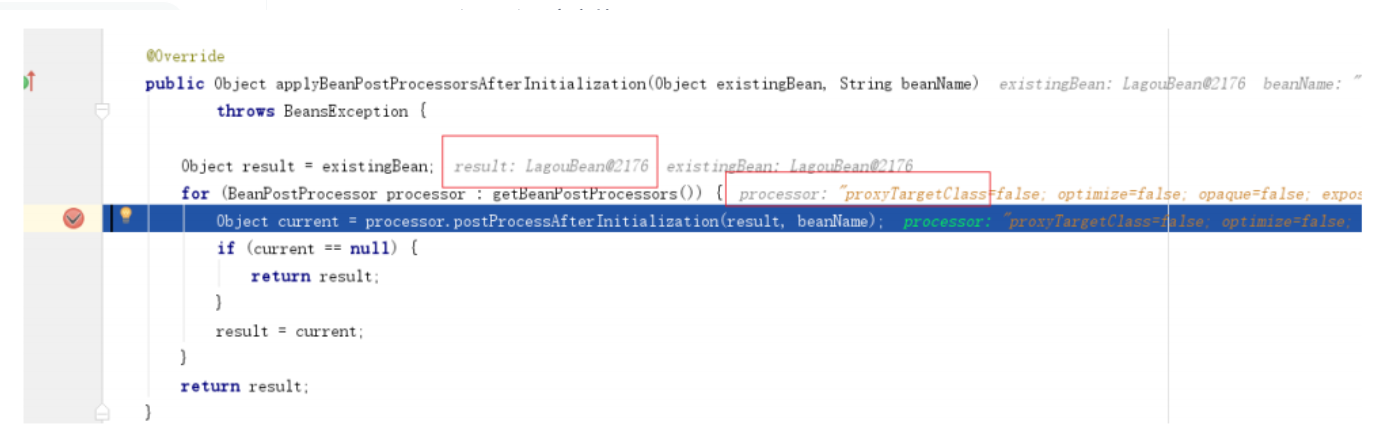 @Override
public Object applyBeanPostProcessorsAfterInitialization(Object existingBean, String beanName) existingBean: LagouBean@2176 beanName: "
throws BeansException {
Object result = existingBean; result: LagouBean@2176 existingBean: LagouBean@2176
for (BeanPostProcessor processor : getBeanPostProcessors()) { processor: "proxyTargetClass=false; optimize=false; opaque=false; expos
Object current = processor.postProcessAfterInitialization(result, beanName); processor: "proxyTargetClass=false; optimize=false;
if (current == null) {
return result;
}
result = current;
}
return result;
}